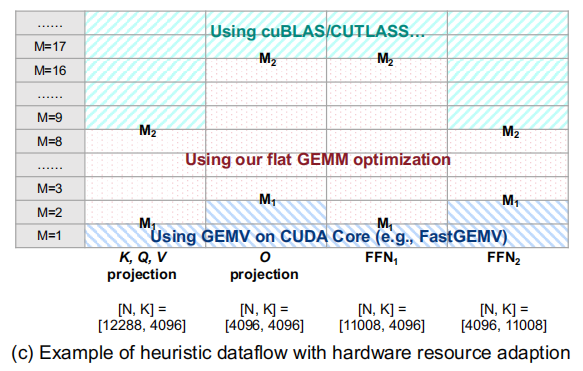 ......
M=17
M=16
......
M=9
M=8
......
M=3
M=2
M=1
Using cuBLAS/CUTLASS…
M₂ M₂
M₂ M₂
Using our flat GEMM optimization
M₁ M₁
M₁ M₁
Using GEMV on CUDA Core (e.g., FastGEMV)
K, Q, V
projection
O
projection
FFN₁
FFN₂
[N, K] =
[12288, 4096]
[N, K] =
[4096, 4096]
[N, K] =
[11008, 4096]
[N, K] =
[4096, 11008]
(c) Example of heuristic dataflow with hardware resource adaption